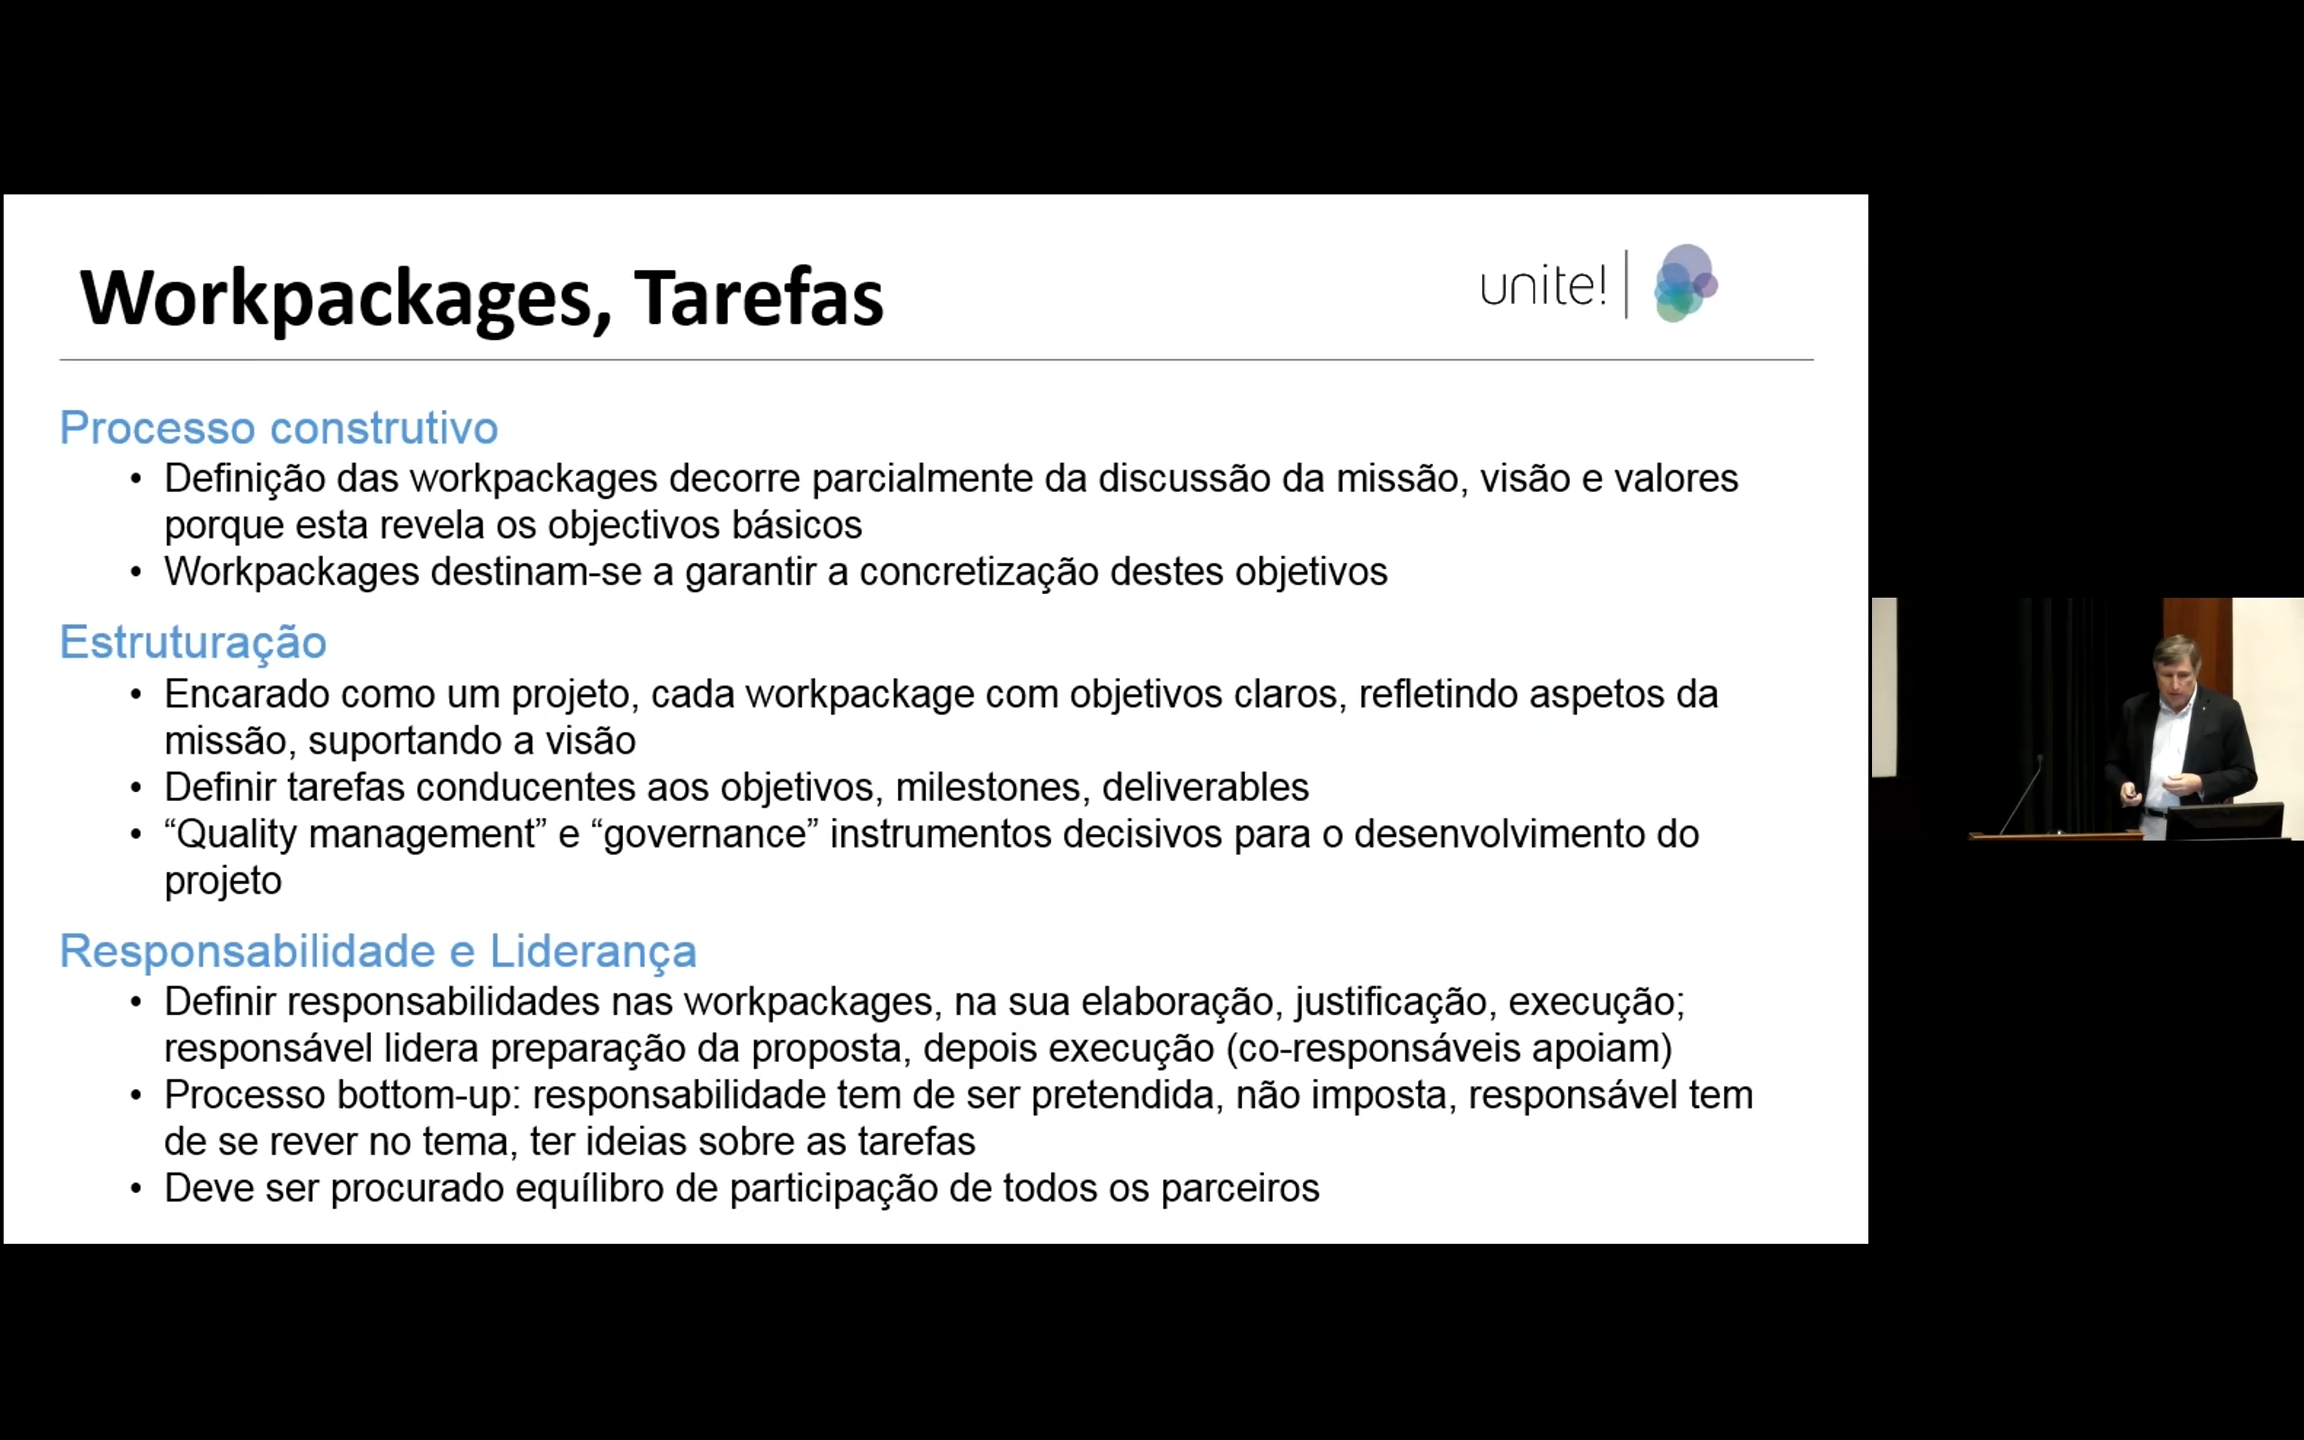 Workpackages, Tarefas
unite!
Processo construtivo
• Definição das workpackages decorre parcialmente da discussão da missão, visão e valores
porque esta revela os objectivos básicos
• Workpackages destinam-se a garantir a concretização destes objetivos
Estruturação
• Encarado como um projeto, cada workpackage com objetivos claros, refletindo aspetos da
missão, suportando a visão
• Definir tarefas conducentes aos objetivos, milestones, deliverables
• “Quality management” e “governance” instrumentos decisivos para o desenvolvimento do
projeto
Responsabilidade e Liderança
• Definir responsabilidades nas workpackages, na sua elaboração, justificação, execução;
responsável lidera preparação da proposta, depois execução (co-responsáveis apoiam)
• Processo bottom-up: responsabilidade tem de ser pretendida, não imposta, responsável tem
de se rever no tema, ter ideias sobre as tarefas
• Deve ser procurado equílibro de participação de todos os parceiros